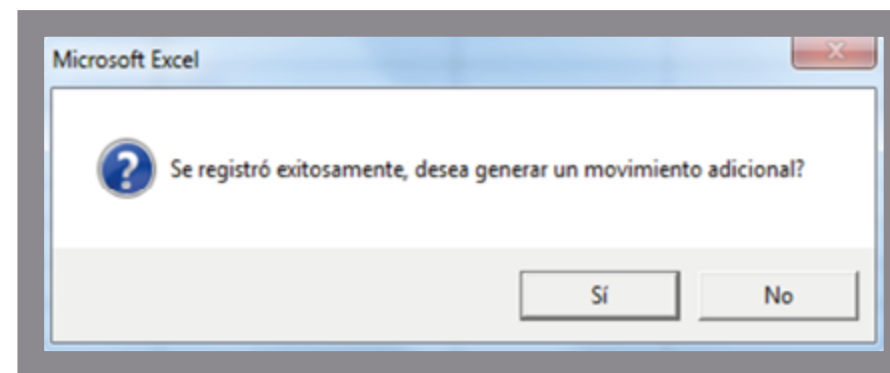 Microsoft Excel
Se registró exitosamente, desea generar un movimiento adicional?
Sí
No